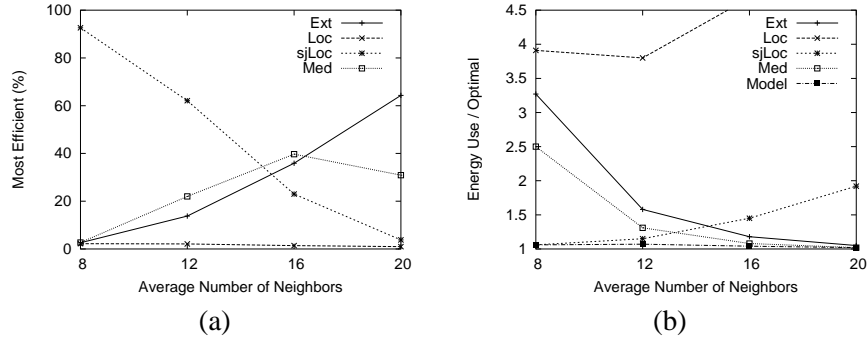 Most Efficient (%)
100
80
60
40
20
0
8
12
16
20
Average Number of Neighbors
Ext
Loc
sjLoc
Med
(a)
Energy Use / Optimal
4.5
4
3.5
3
2.5
2
1.5
1
8
12
16
20
Average Number of Neighbors
Ext
Loc
sjLoc
Med
Model
(b)